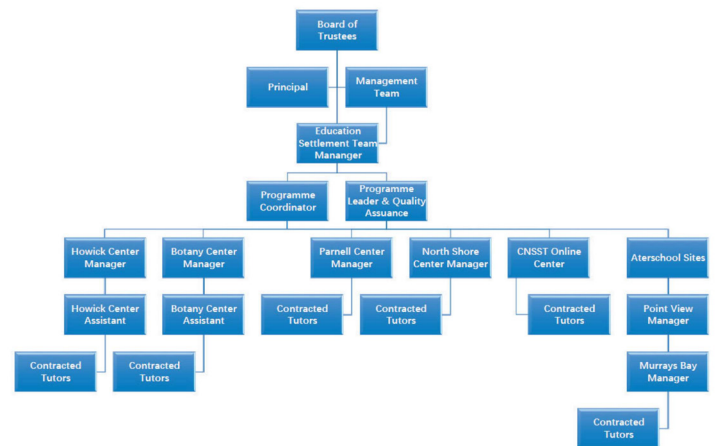 Board of
Trustees
Principal
Management
Team
Education
Settlement Team
Mananger
Programme
Coordinator
Programme
Leader & Quality
Assuance
Howick Center
Manager
Botany Center
Manager
Parnell Center
Manager
North Shore
Center Manager
CNSST Online
Center
Aterschool Sites
Howick Center
Assistant
Botany Center
Assistant
Contracted
Tutors
Contracted
Tutors
Contracted
Tutors
Point View
Manager
Contracted
Tutors
Contracted
Tutors
Murrays Bay
Manager
Contracted
Tutors